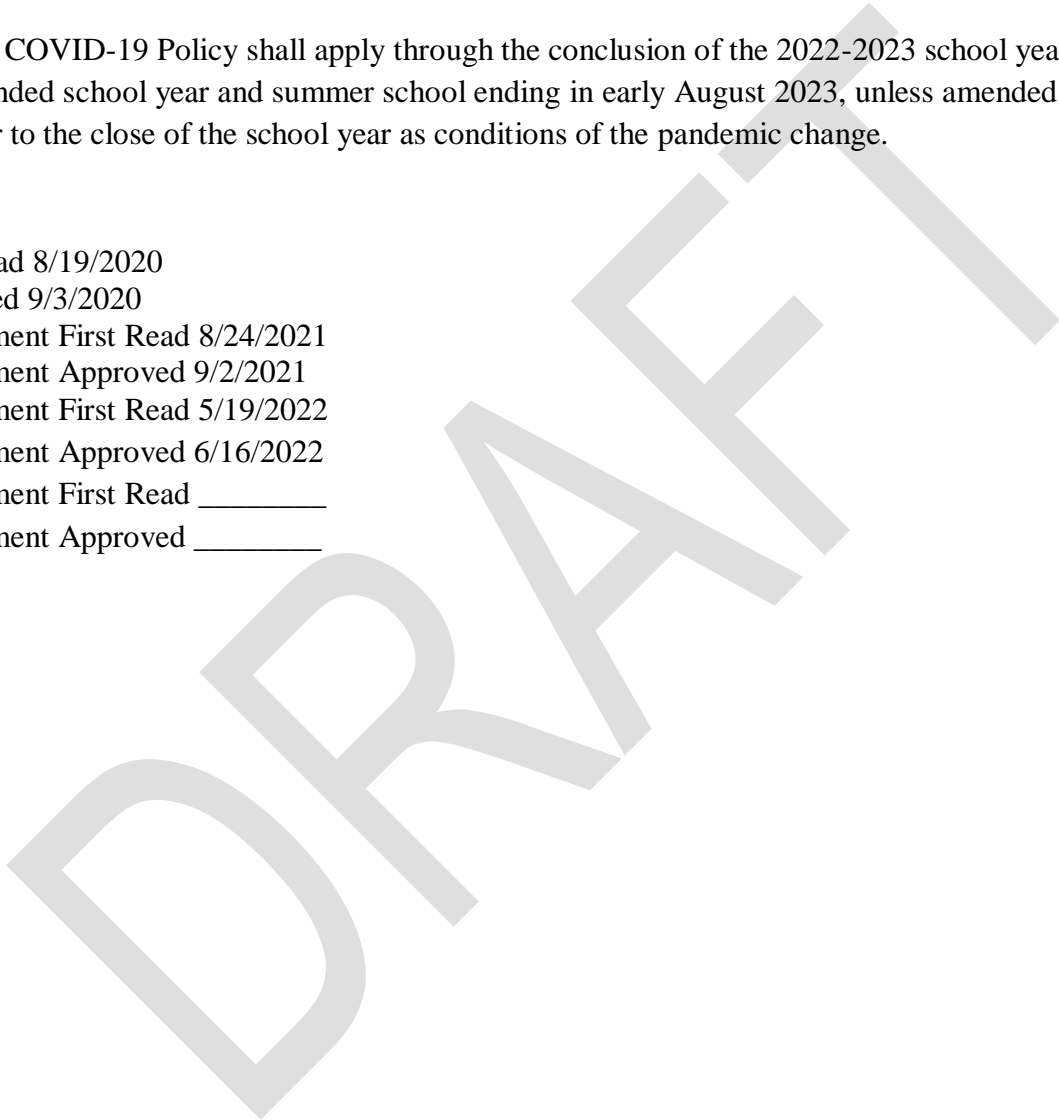 COVID-19 Policy shall apply through the conclusion of the 2022-2023 school yea
nded school year and summer school ending in early August 2023, unless amended
r to the close of the school year as conditions of the pandemic change.
ad 8/19/2020
ed 9/3/2020
nent First Read 8/24/2021
nent Approved 9/2/2021
nent First Read 5/19/2022
nent Approved 6/16/2022
nent First Read ________
nent Approved ________
DRAFT